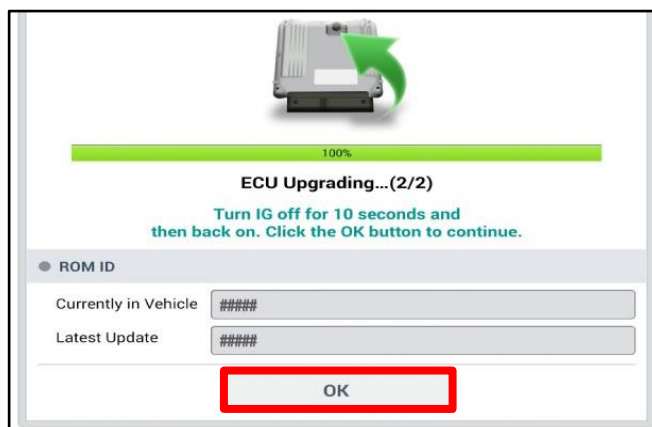 100%
ECU Upgrading...(2/2)
Turn IG off for 10 seconds and
then back on. Click the OK button to continue.
ROM ID
Currently in Vehicle #####
Latest Update #####
OK